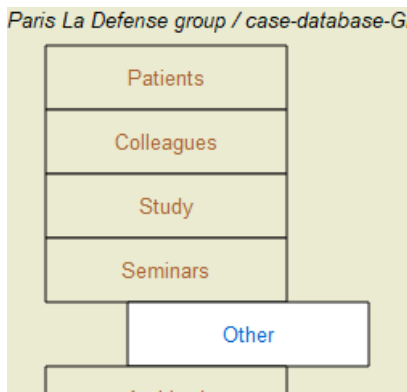 Paris La Defense group / case-database-G
Patients
Colleagues
Study
Seminars
Other